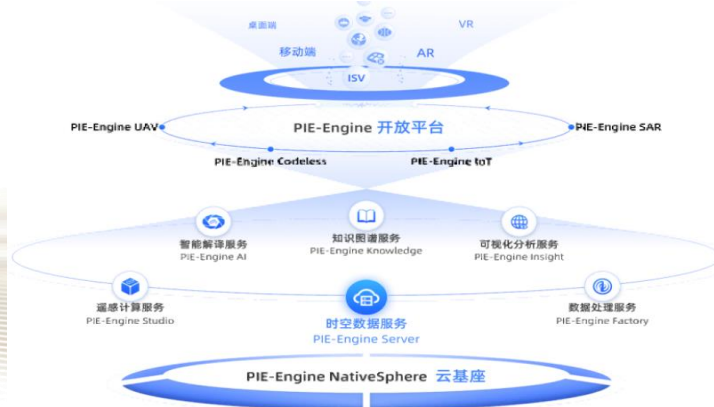 桌面端 VR
移动端 AR
ISV
PIE-Engine 开放平台
PIE-Engine UAV
PIE-Engine SAR
PIE-Engine Codeless
PIE-Engine IoT
智能解译服务
PIE-Engine AI
知识图谱服务
PIE-Engine Knowledge
可视化分析服务
PIE-Engine Insight
遥感计算服务
PIE-Engine Studio
时空数据服务
PIE-Engine Server
数据处理服务
PIE-Engine Factory
PIE-Engine NativeSphere 云基座